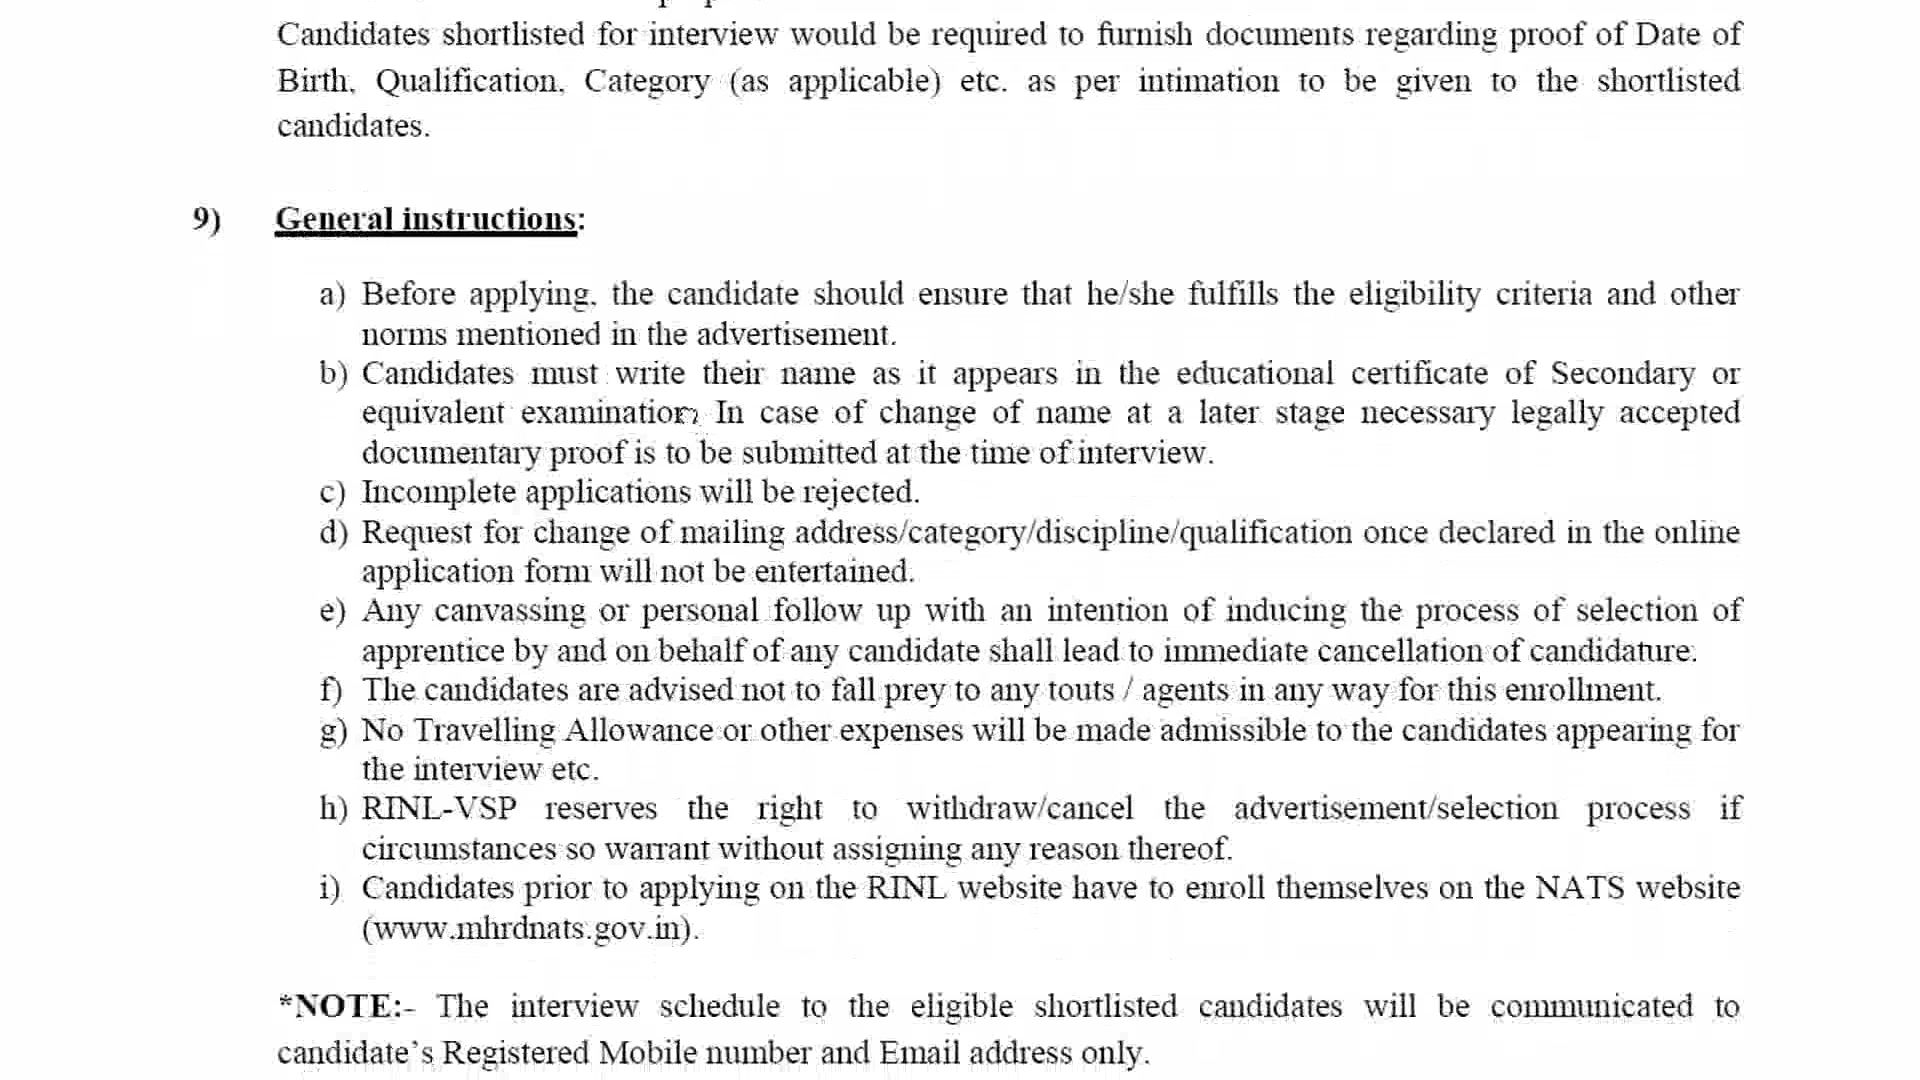 Candidates shortlisted for interview would be required to furnish documents regarding proof of Date of
Birth, Qualification, Category (as applicable) etc. as per intimation to be given to the shortlisted
candidates.
9) General instructions:
a) Before applying, the candidate should ensure that he/she fulfills the eligibility criteria and other
norms mentioned in the advertisement.
b) Candidates must write their name as it appears in the educational certificate of Secondary or
equivalent examination. In case of change of name at a later stage necessary legally accepted
documentary proof is to be submitted at the time of interview.
c) Incomplete applications will be rejected.
d) Request for change of mailing address/category/discipline/qualification once declared in the online
application form will not be entertained.
e) Any canvassing or personal follow up with an intention of inducing the process of selection of
apprentice by and on behalf of any candidate shall lead to immediate cancellation of candidature.
f) The candidates are advised not to fall prey to any touts / agents in any way for this enrollment.
g) No Travelling Allowance or other expenses will be made admissible to the candidates appearing for
the interview etc.
h) RINL-VSP reserves the right to withdraw/cancel the advertisement/selection process if
circumstances so warrant without assigning any reason thereof.
i) Candidates prior to applying on the RINL website have to enroll themselves on the NATS website
(www.mhrdnats.gov.in).
*NOTE:- The interview schedule to the eligible shortlisted candidates will be communicated to
candidate's Registered Mobile number and Email address only.